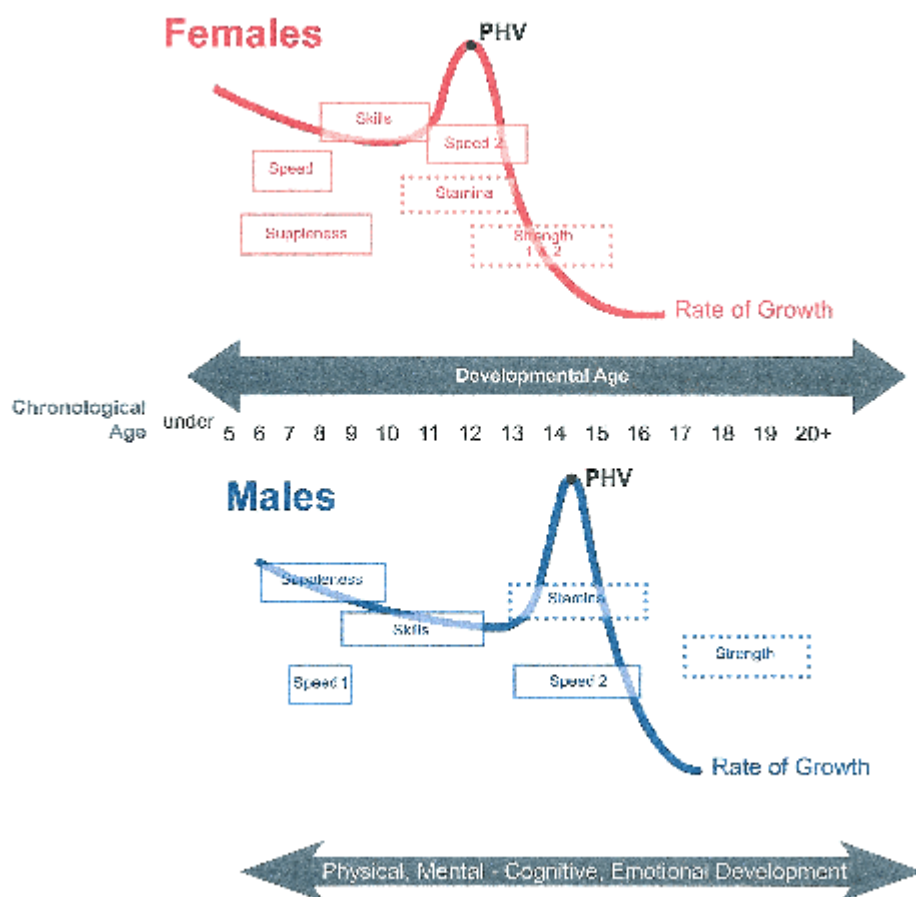 Females
PHV
Skills
Speed 2
Speed
Stamina
Suppleness
Strength
1 & 2
Rate of Growth
Developmental Age
Chronological
Age
under 5 6 7 8 9 10 11 12 13 14 15 16 17 18 19 20+
Males
PHV
Suppleness
Stamina
Skills
Strength
Speed 1
Speed 2
Rate of Growth
Physical, Mental - Cognitive, Emotional Development